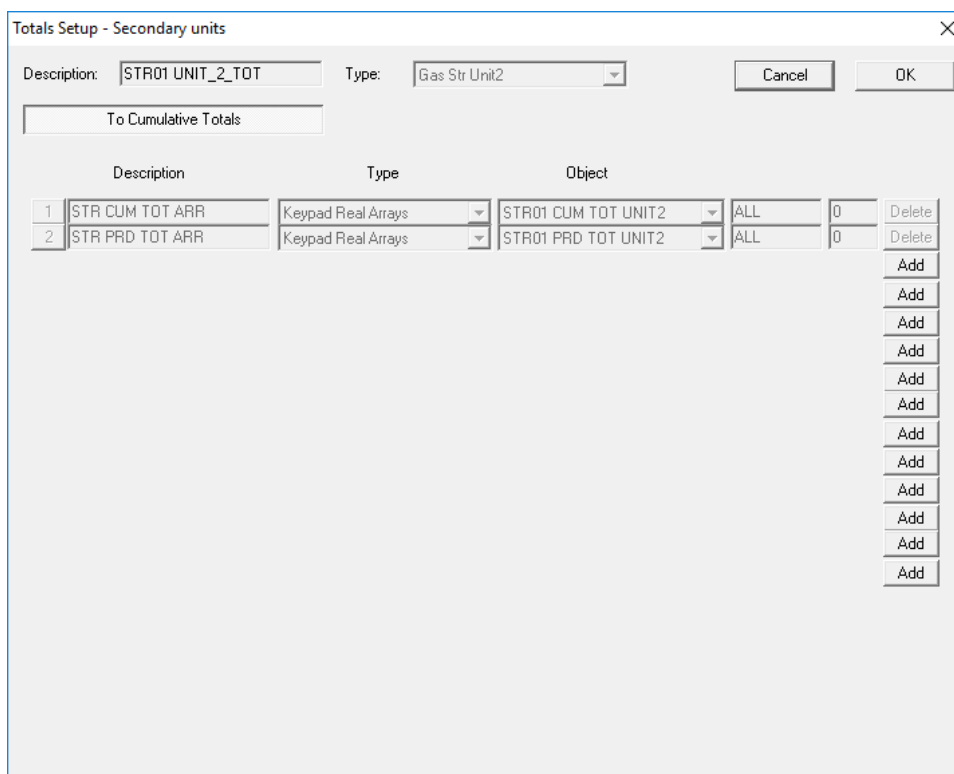 Totals Setup - Secondary units
Description: STR01 UNIT_2_TOT Type: Gas Str Unit2 Cancel OK
To Cumulative Totals
Description Type Object
1 STR CUM TOT ARR Keypad Real Arrays STR01 CUM TOT UNIT2 ALL 0 Delete
2 STR PRD TOT ARR Keypad Real Arrays STR01 PRD TOT UNIT2 ALL 0 Delete
Add
Add
Add
Add
Add
Add
Add
Add
Add
Add
Add
Add